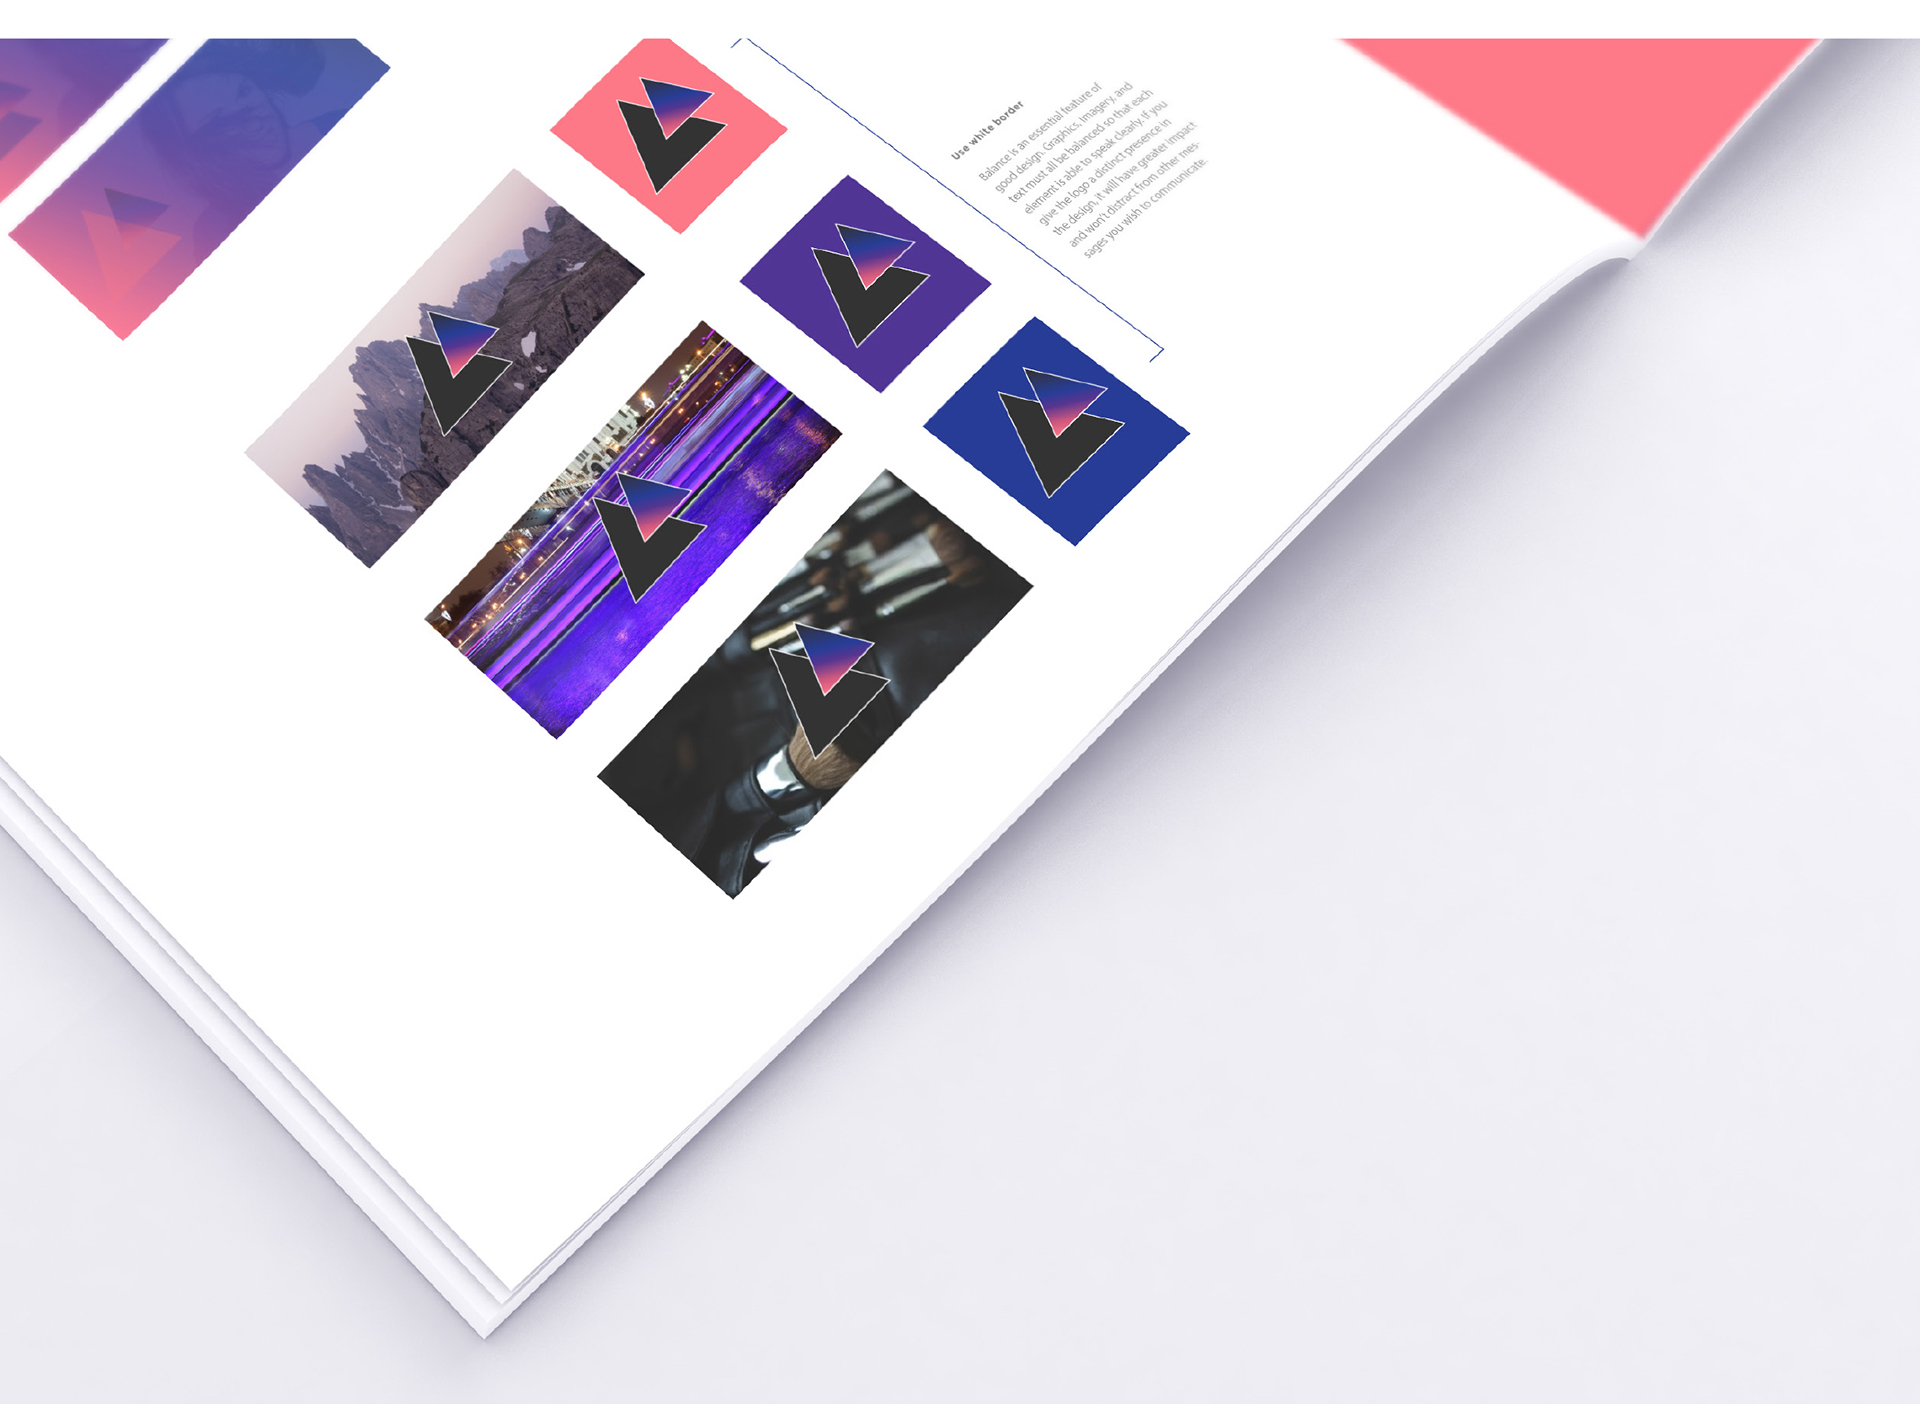 Use white border
Balance is an essential feature of
good design. Graphics, imagery, and
text must all be balanced so that each
element is able to speak clearly. If you
give the logo a distinct presence in
the design, it will have greater impact
and won't distract from other mes-
sages you wish to communicate.